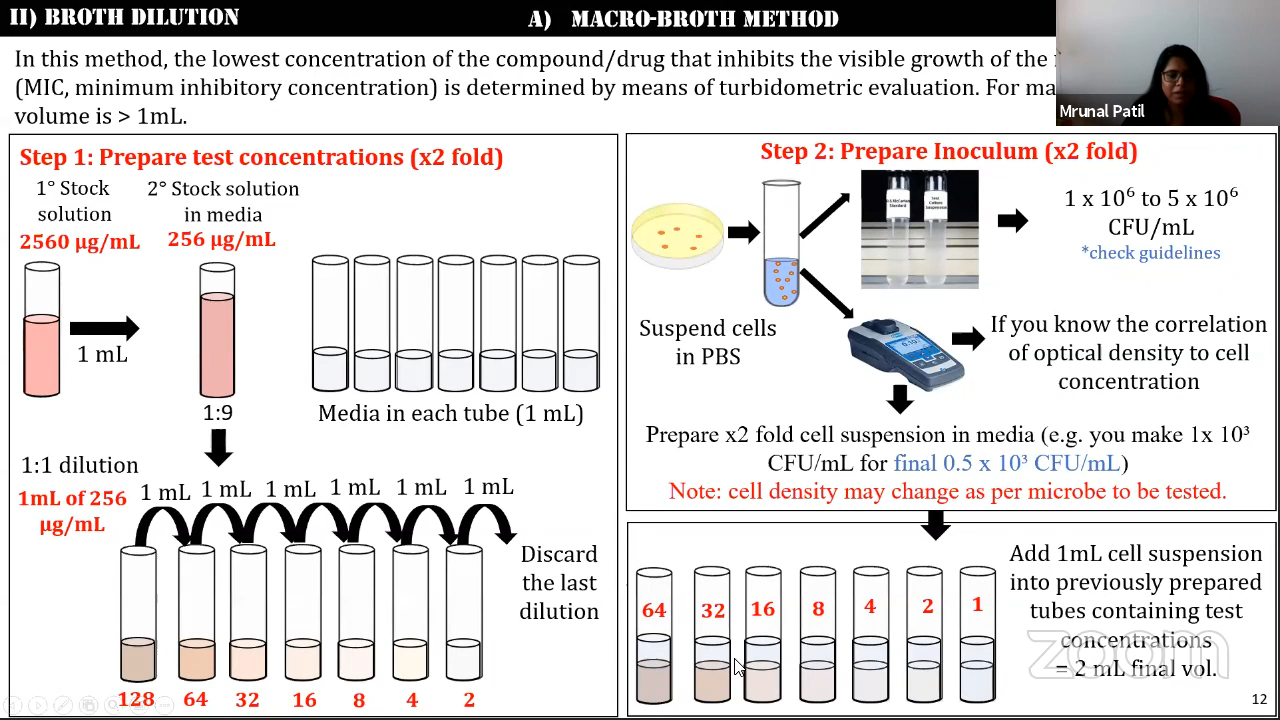 II) BROTH DILUTION
A) MACRO-BROTH METHOD
In this method, the lowest concentration of the compound/drug that inhibits the visible growth of the
(MIC, minimum inhibitory concentration) is determined by means of turbidometric evaluation. For
volume is > 1mL.
Mrunal Patil
Step 1: Prepare test concentrations (x2 fold)
1° Stock
solution
2560 µg/mL
2° Stock solution
in media
256 µg/mL
1 mL
1:9
Media in each tube (1 mL)
1:1 dilution
1mL of 256
µg/mL
1 mL 1 mL 1 mL 1 mL 1 mL 1 mL
Discard
the last
dilution
128 64 32 16 8 4 2
Step 2: Prepare Inoculum (x2 fold)
Suspend cells
in PBS
1 x 10⁶ to 5 x 10⁶
CFU/mL
*check guidelines
If you know the correlation
of optical density to cell
concentration
Prepare x2 fold cell suspension in media (e.g. you make 1x 10³
CFU/mL for final 0.5 x 10³ CFU/mL)
Note: cell density may change as per microbe to be tested.
64 32 16 8 4 2 1
Add 1mL cell suspension
into previously prepared
tubes containing test
concentrations
= 2 mL final vol.
zoom
12